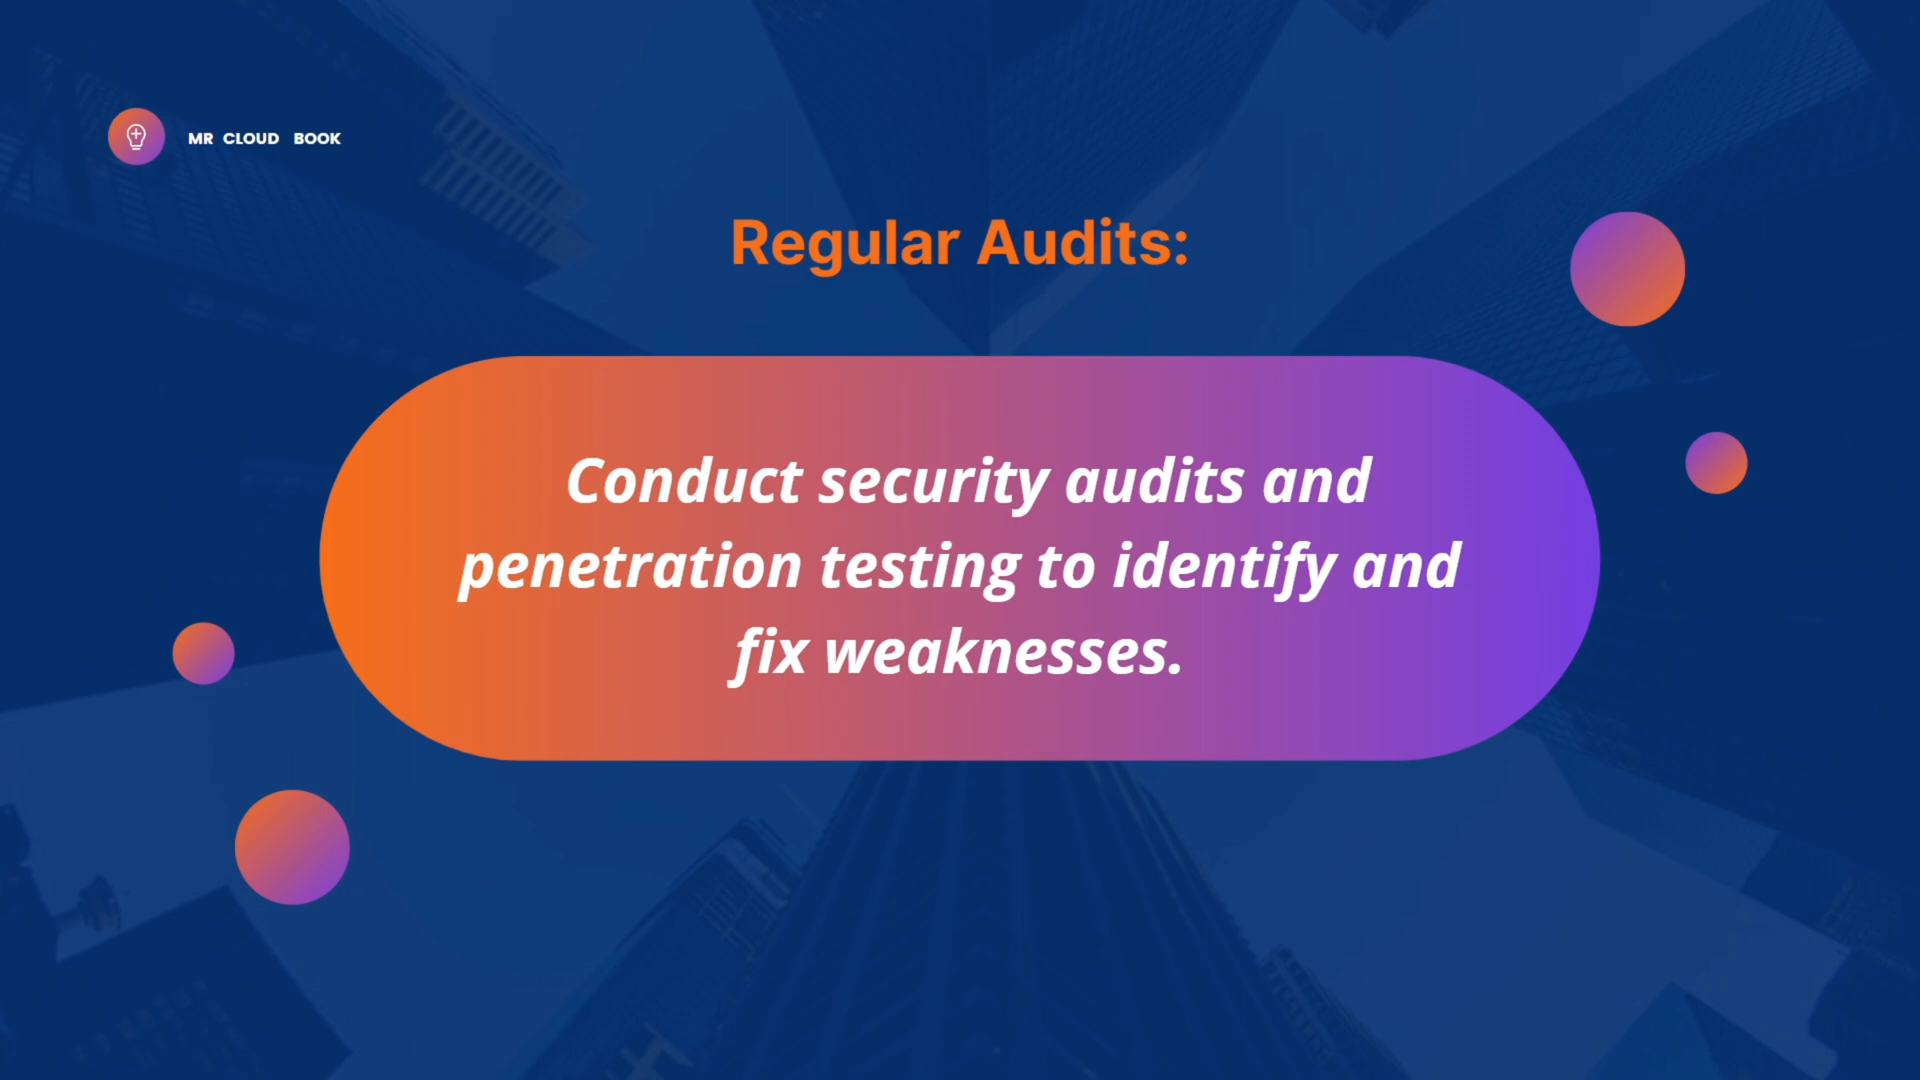 MR CLOUD BOOK
Regular Audits:
Conduct security audits and
penetration testing to identify and
fix weaknesses.